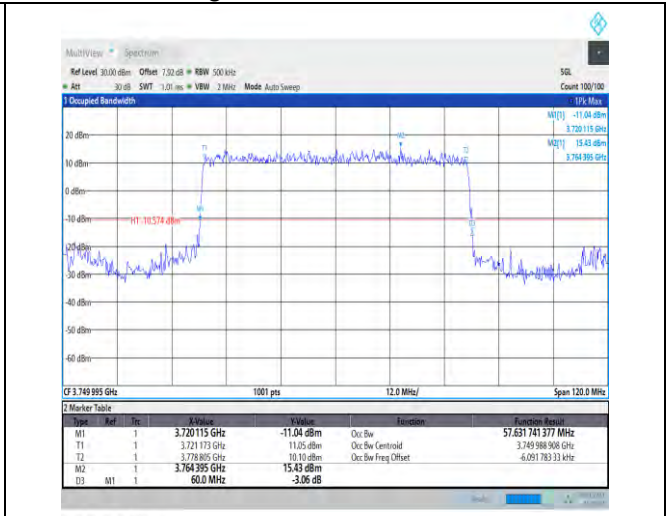 MultiView Spectrum
Ref Level 30.00 dBm Offset 7.92 dB RBW 500 kHz SGL
Att 30 dB SWT 1.01 ms VBW 2 MHz Mode Auto Sweep Count 100/100
1 Occupied Bandwidth 1Pk Max
M1[1] -11.04 dBm
3.720 115 GHz
M2[1] 15.43 dBm
3.764 395 GHz
20 dBm
T1
M2
10 dBm
0 dBm
M1
-10 dBm
H1 -10.574 dBm
-20 dBm
-30 dBm
-40 dBm
-50 dBm
-60 dBm
CF 3.749 995 GHz 1001 pts 12.0 MHz/ Span 120.0 MHz
2 Marker Table
Type Ref Trc X-Value Y-Value Function Function Result
M1 1 3.720 115 GHz -11.04 dBm Occ Bw 57.631 741 377 MHz
T1 1 3.721 173 GHz 11.05 dBm Occ Bw Centroid 3.749 988 908 GHz
T2 1 3.778 805 GHz 10.10 dBm Occ Bw Freq Offset -6.091 783 33 kHz
M2 1 3.764 395 GHz 15.43 dBm
D3 M1 1 60.0 MHz -3.06 dB